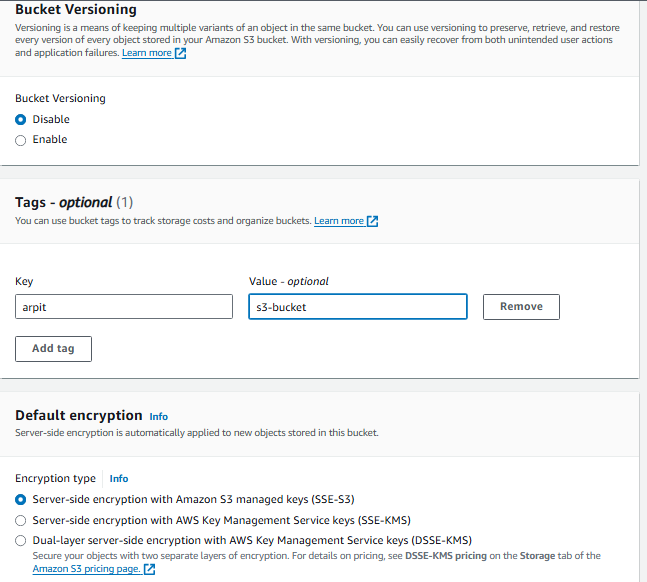 Bucket Versioning
Versioning is a means of keeping multiple variants of an object in the same bucket. You can use versioning to preserve, retrieve, and restore
every version of every object stored in your Amazon S3 bucket. With versioning, you can easily recover from both unintended user actions
and application failures. Learn more
Bucket Versioning
Disable
Enable
Tags - optional (1)
You can use bucket tags to track storage costs and organize buckets. Learn more
Key Value - optional
arpit s3-bucket Remove
Add tag
Default encryption Info
Server-side encryption is automatically applied to new objects stored in this bucket.
Encryption type Info
Server-side encryption with Amazon S3 managed keys (SSE-S3)
Server-side encryption with AWS Key Management Service keys (SSE-KMS)
Dual-layer server-side encryption with AWS Key Management Service keys (DSSE-KMS)
Secure your objects with two separate layers of encryption. For details on pricing, see DSSE-KMS pricing on the Storage tab of the
Amazon S3 pricing page.